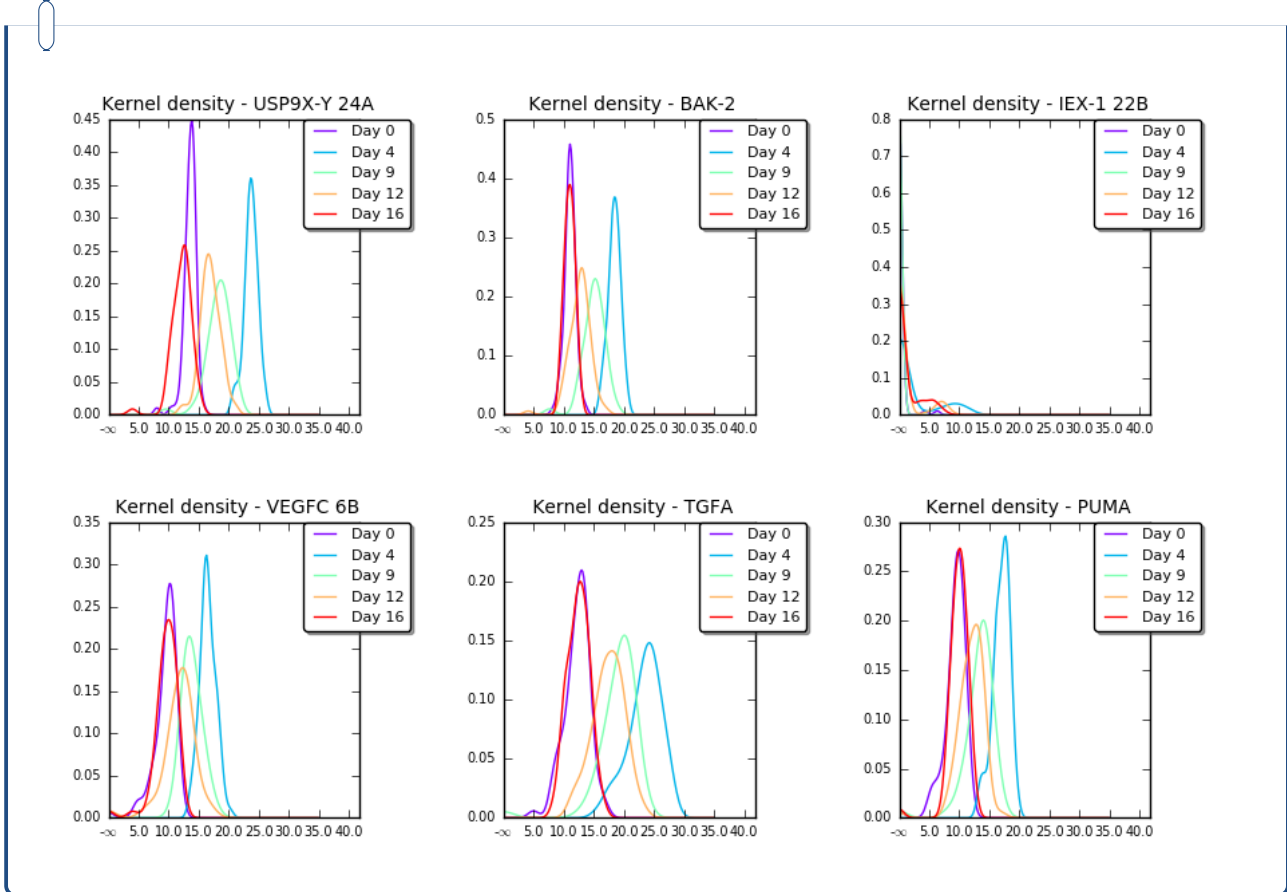 Kernel density - USP9X-Y 24A
0.45
0.40
0.35
0.30
0.25
0.20
0.15
0.10
0.05
0.00
-∞ 5.0 10.0 15.0 20.0 25.0 30.0 35.0 40.0
Day 0
Day 4
Day 9
Day 12
Day 16
Kernel density - BAK-2
0.5
0.4
0.3
0.2
0.1
0.0
-∞ 5.0 10.0 15.0 20.0 25.0 30.0 35.0 40.0
Day 0
Day 4
Day 9
Day 12
Day 16
Kernel density - IEX-1 22B
0.8
0.7
0.6
0.5
0.4
0.3
0.2
0.1
0.0
-∞ 5.0 10.0 15.0 20.0 25.0 30.0 35.0 40.0
Day 0
Day 4
Day 9
Day 12
Day 16
Kernel density - VEGFC 6B
0.35
0.30
0.25
0.20
0.15
0.10
0.05
0.00
-∞ 5.0 10.0 15.0 20.0 25.0 30.0 35.0 40.0
Day 0
Day 4
Day 9
Day 12
Day 16
Kernel density - TGFA
0.25
0.20
0.15
0.10
0.05
0.00
-∞ 5.0 10.0 15.0 20.0 25.0 30.0 35.0 40.0
Day 0
Day 4
Day 9
Day 12
Day 16
Kernel density - PUMA
0.30
0.25
0.20
0.15
0.10
0.05
0.00
-∞ 5.0 10.0 15.0 20.0 25.0 30.0 35.0 40.0
Day 0
Day 4
Day 9
Day 12
Day 16